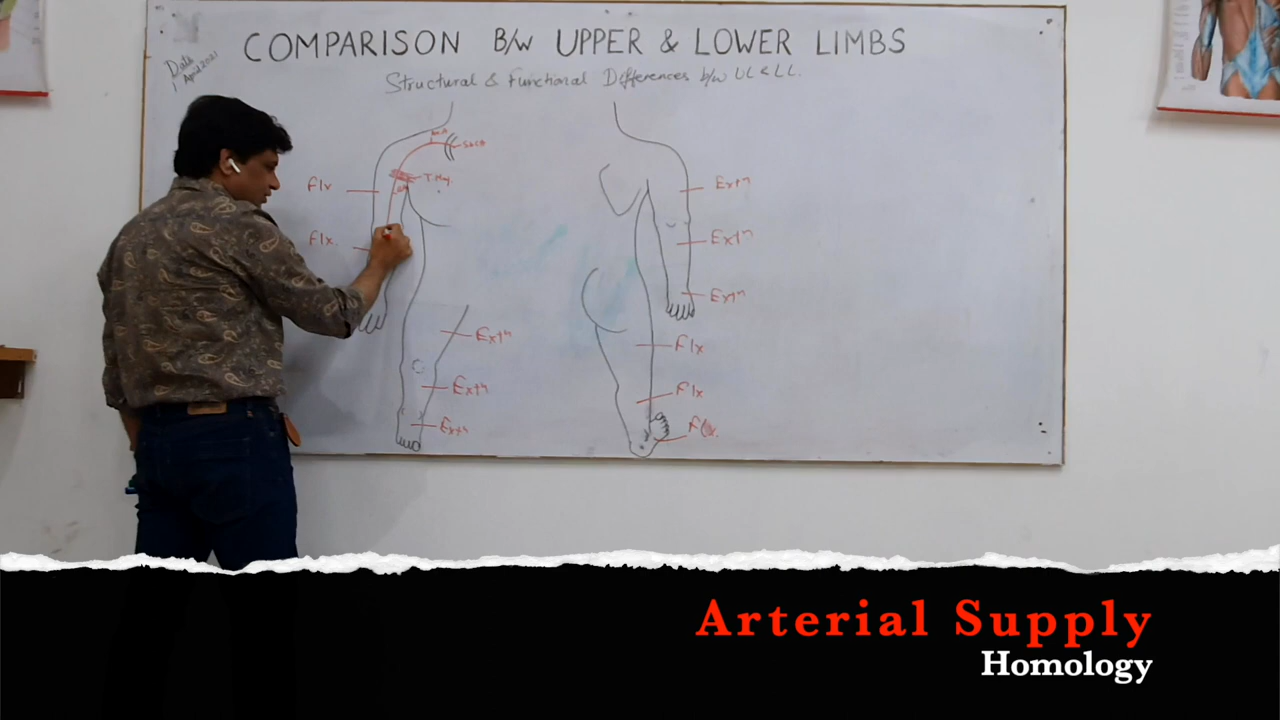 COMPARISON B/W UPPER & LOWER LIMBS
Date
1 April 2021
Structural & Functional Differences b/w UL & LL.
Flx
T.Maj.
Flx.
Extn
Extn
Extn
Extn
Extn
Extn
Flx
Flx
Arterial Supply
Homology